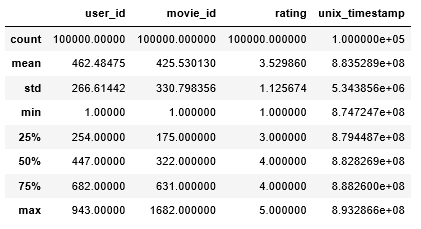 user_id movie_id rating unix_timestamp
count 100000.00000 100000.000000 100000.000000 1.000000e+05
mean 462.48475 425.530130 3.529860 8.835289e+08
std 266.61442 330.798356 1.125674 5.343856e+06
min 1.00000 1.000000 1.000000 8.747247e+08
25% 254.00000 175.000000 3.000000 8.794487e+08
50% 447.00000 322.000000 4.000000 8.828269e+08
75% 682.00000 631.000000 4.000000 8.882600e+08
max 943.00000 1682.000000 5.000000 8.932866e+08